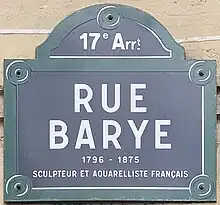 17e Arrt
RUE
BARYE
1796 - 1875
SCULPTEUR ET AQUARELLISTE FRANÇAIS